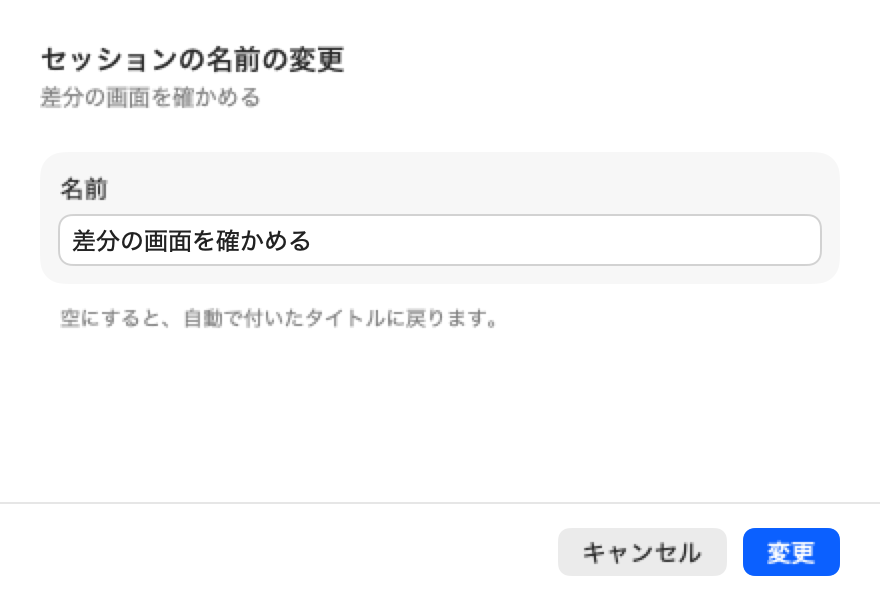 セッションの名前の変更
差分の画面を確かめる
名前
差分の画面を確かめる
空にすると、自動で付いたタイトルに戻ります。
キャンセル
変更